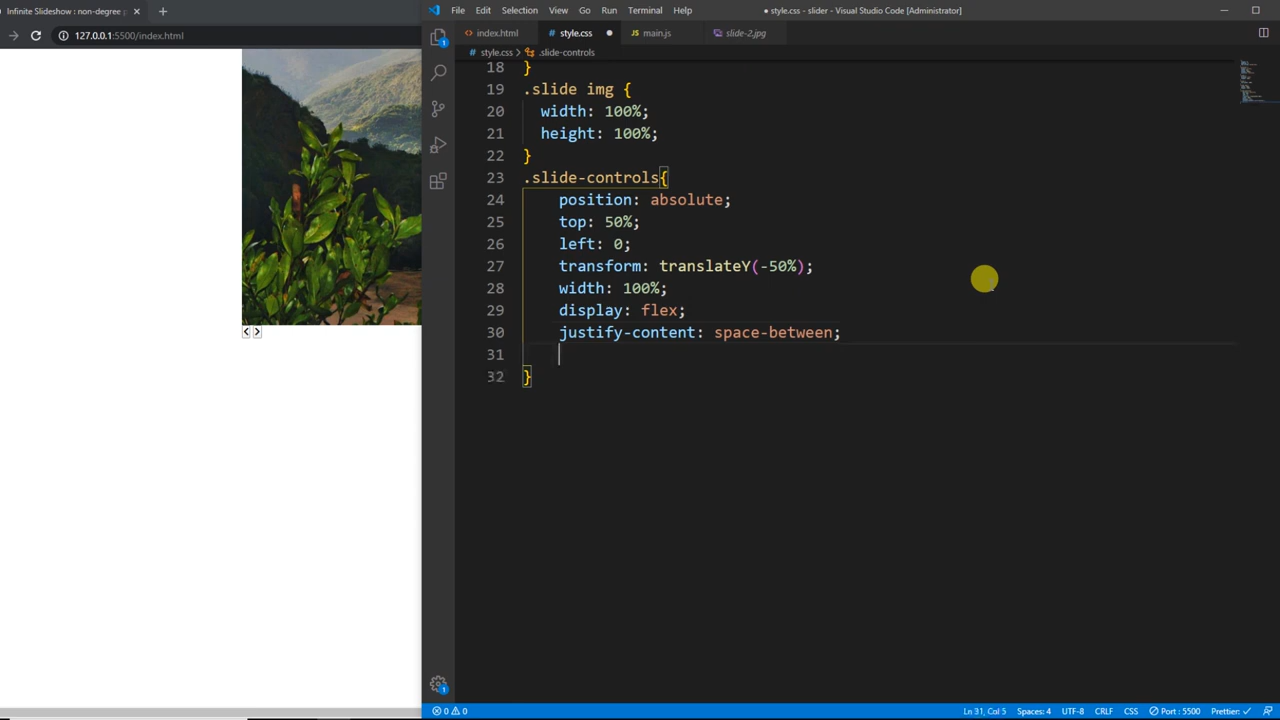 Infinite Slideshow : non-degree
127.0.0.1:5500/index.html
File Edit Selection View Go Run Terminal Help
● style.css - slider - Visual Studio Code [Administrator]
index.html style.css main.js slide-2.jpg
style.css > .slide-controls
18 }
19 .slide img {
20 width: 100%;
21 height: 100%;
22 }
23 .slide-controls{
24 position: absolute;
25 top: 50%;
26 left: 0;
27 transform: translateY(-50%);
28 width: 100%;
29 display: flex;
30 justify-content: space-between;
31
32 }
< >
1
1
0 0 Ln 31, Col 5 Spaces: 4 UTF-8 CRLF CSS Port : 5500 Prettier: ✓